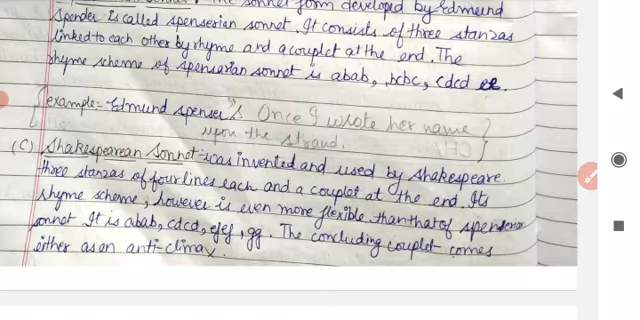 The sonnet form developed by Edmeund
Spender is called spenserian sonnet. It consists of three stanzas
linked to each other by rhyme and a couplet at the end. The
rhyme scheme of spensarian sonnet is abab, bcbc, cdcd ee.
example:- Edmund spenser's Once I wrote her name
upon the strand.
(C) Shakespearean Sonnet - was invented and used by Shakespeare.
three stanzas of four lines each and a couplet at the end. Its
rhyme scheme, however is even more flexible than that of spenserian
sonnet. It is abab, cdcd, efef, gg. The concluding couplet comes
either as an anti-climax.